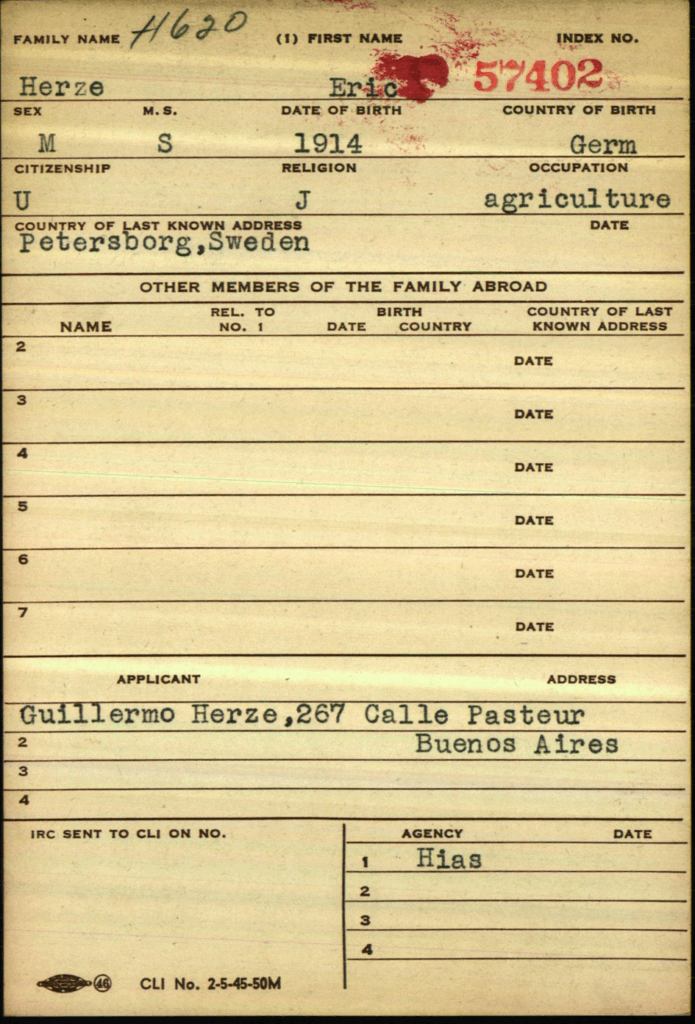 FAMILY NAME H620 (1) FIRST NAME INDEX NO.
Herze Eric 57402
SEX M.S. DATE OF BIRTH COUNTRY OF BIRTH
M S 1914 Germ
CITIZENSHIP RELIGION OCCUPATION
U J agriculture
COUNTRY OF LAST KNOWN ADDRESS DATE
Petersborg,Sweden
OTHER MEMBERS OF THE FAMILY ABROAD
REL. TO BIRTH COUNTRY OF LAST
NAME NO. 1 DATE COUNTRY KNOWN ADDRESS
2 DATE
3 DATE
4 DATE
5 DATE
6 DATE
7 DATE
APPLICANT ADDRESS
Guillermo Herze,267 Calle Pasteur
2 Buenos Aires
3
4
IRC SENT TO CLI ON NO. AGENCY DATE
1 Hias
2
3
4
46 CLI No. 2-5-45-50M